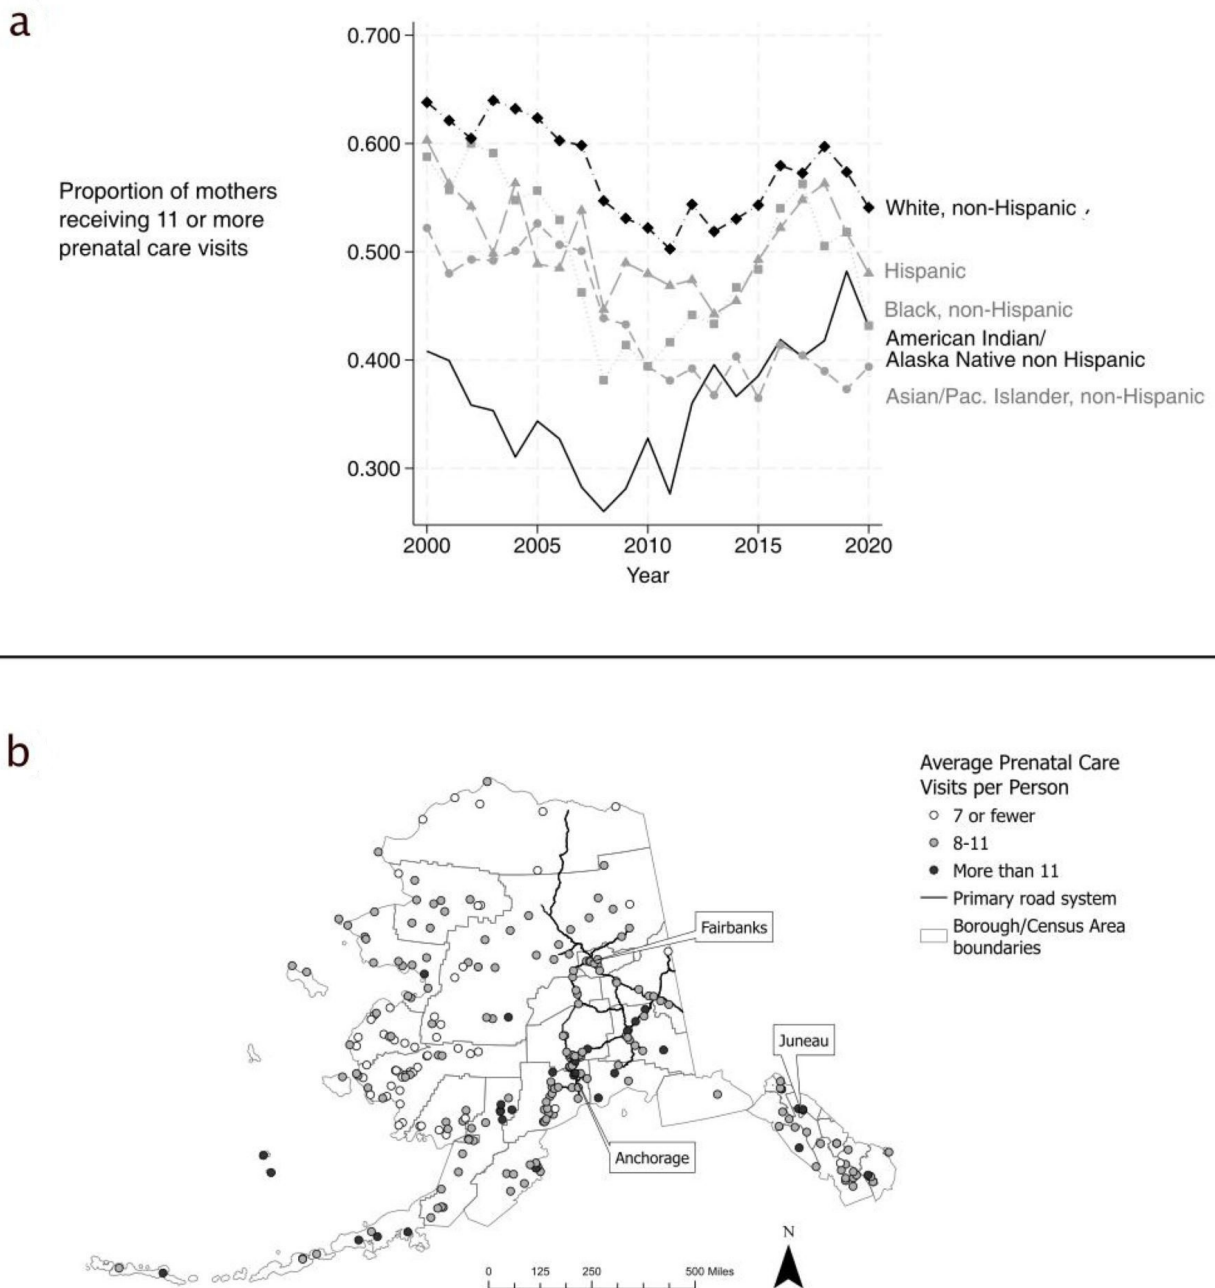 a
0.700
0.600
0.500
0.400
0.300
Proportion of mothers
receiving 11 or more
prenatal care visits
White, non-Hispanic
Hispanic
Black, non-Hispanic
American Indian/
Alaska Native non Hispanic
Asian/Pac. Islander, non-Hispanic
2000 2005 2010 2015 2020
Year
b
Average Prenatal Care
Visits per Person
7 or fewer
8-11
More than 11
Primary road system
Borough/Census Area
boundaries
Fairbanks
Juneau
Anchorage
N
0 125 250 500 Miles